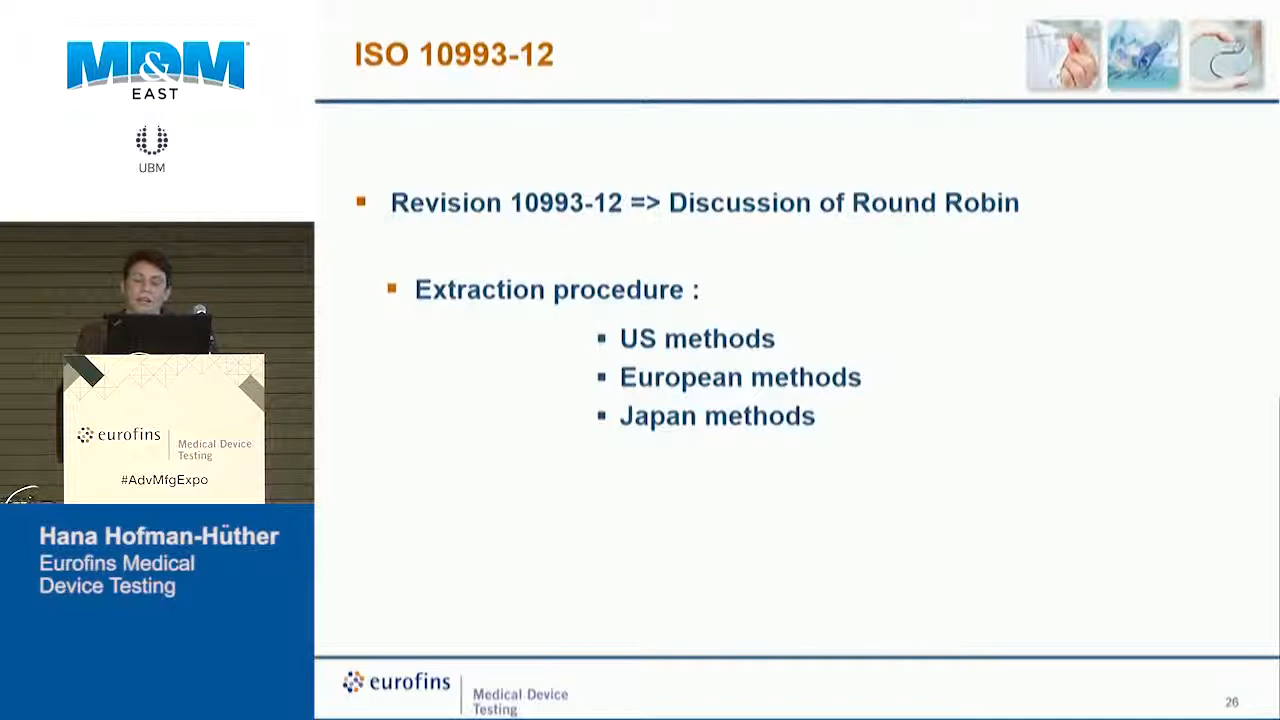 MD&M
EAST
UBM
ISO 10993-12
Revision 10993-12 => Discussion of Round Robin
Extraction procedure :
US methods
European methods
Japan methods
eurofins
Medical Device
Testing
#AdvMfgExpo
Hana Hofman-Hüther
Eurofins Medical
Device Testing
eurofins
Medical Device
Testing
26